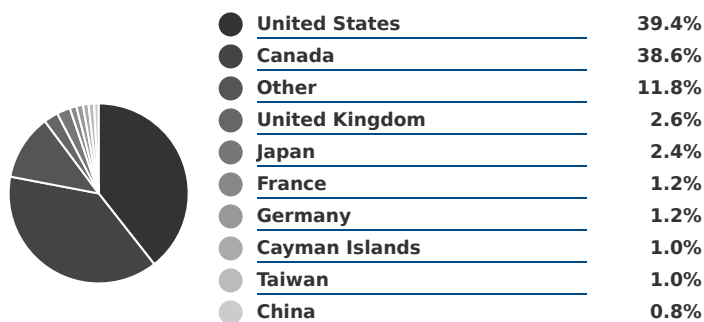 United States 39.4%
Canada 38.6%
Other 11.8%
United Kingdom 2.6%
Japan 2.4%
France 1.2%
Germany 1.2%
Cayman Islands 1.0%
Taiwan 1.0%
China 0.8%